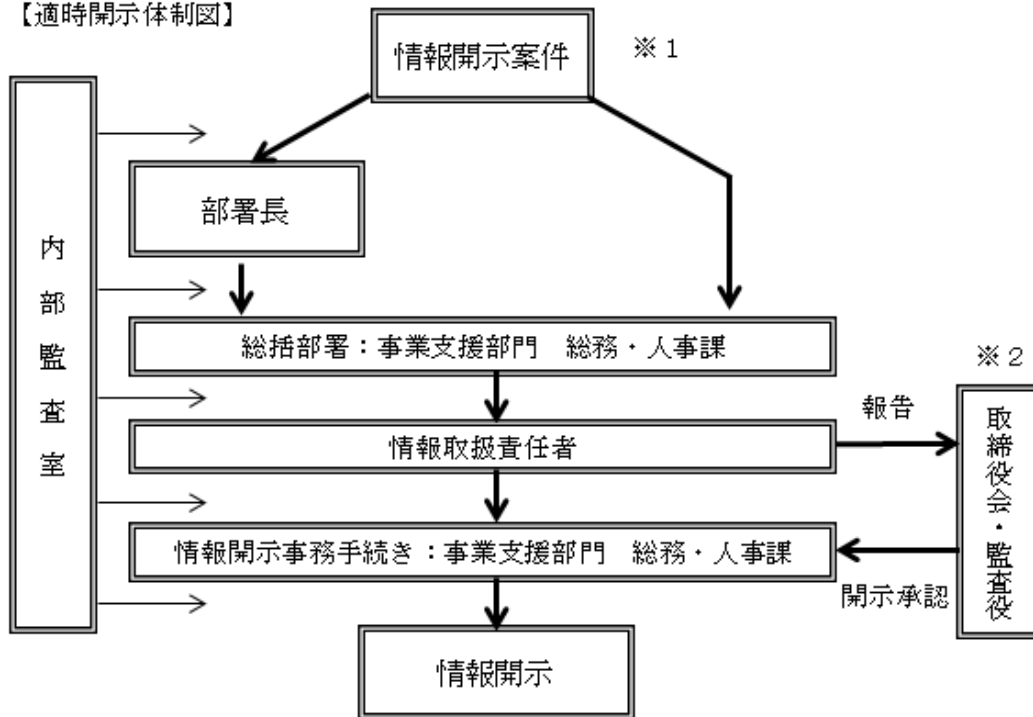 【適時開示体制図】
情報開示案件
※1
部署長
内部監査室
総括部署：事業支援部門　総務・人事課
※2
報告
取締役会・監査役
情報取扱責任者
情報開示事務手続き：事業支援部門　総務・人事課
開示承認
情報開示